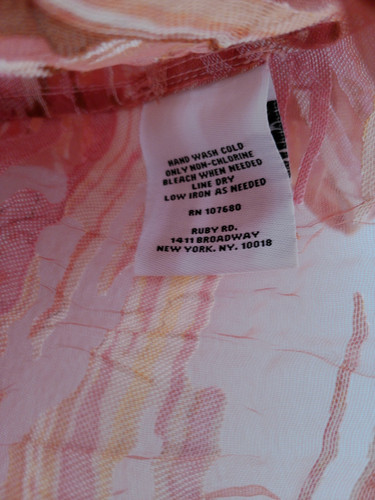 HAND WASH COLD
ONLY NON-CHLORINE
BLEACH WHEN NEEDED
LINE DRY
LOW IRON AS NEEDED
RN 107680
RUBY RD.
1411 BROADWAY
NEW YORK. NY. 10018